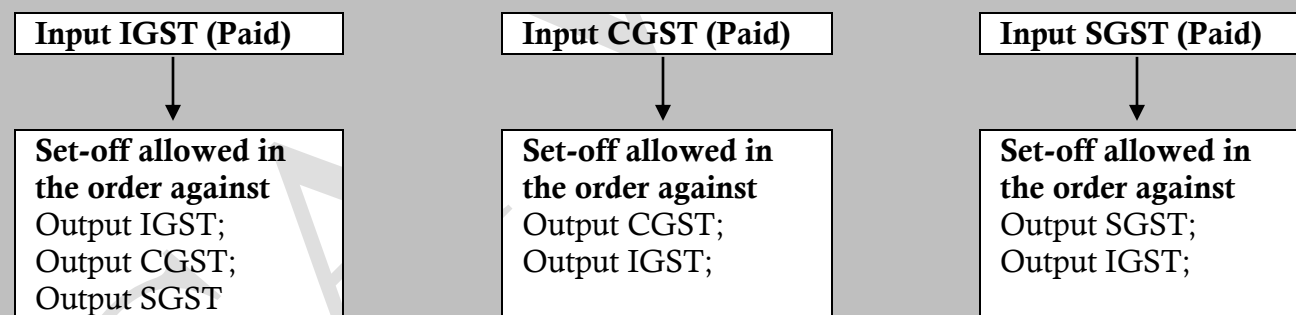 Input IGST (Paid)
Set-off allowed in
the order against
Output IGST;
Output CGST;
Output SGST
Input CGST (Paid)
Set-off allowed in
the order against
Output CGST;
Output IGST;
Input SGST (Paid)
Set-off allowed in
the order against
Output SGST;
Output IGST;